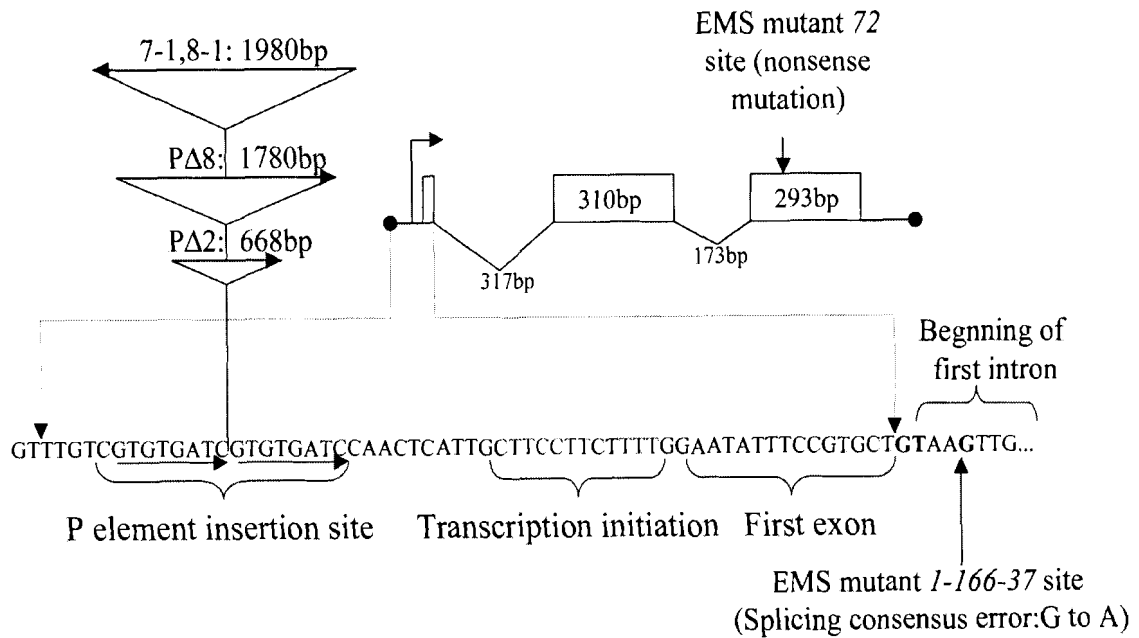 7-1,8-1: 1980bp
PΔ8: 1780bp
PΔ2: 668bp
EMS mutant 72
site (nonsense
mutation)
310bp
293bp
317bp
173bp
Begnning of
first intron
GTTTGTCGTGTGATCGTGTGATCCAACTCATTGCTTCCTTCTTTTGGAATATTTCCGTGCTGTAAGTTG...
P element insertion site
Transcription initiation
First exon
EMS mutant 1-166-37 site
(Splicing consensus error:G to A)